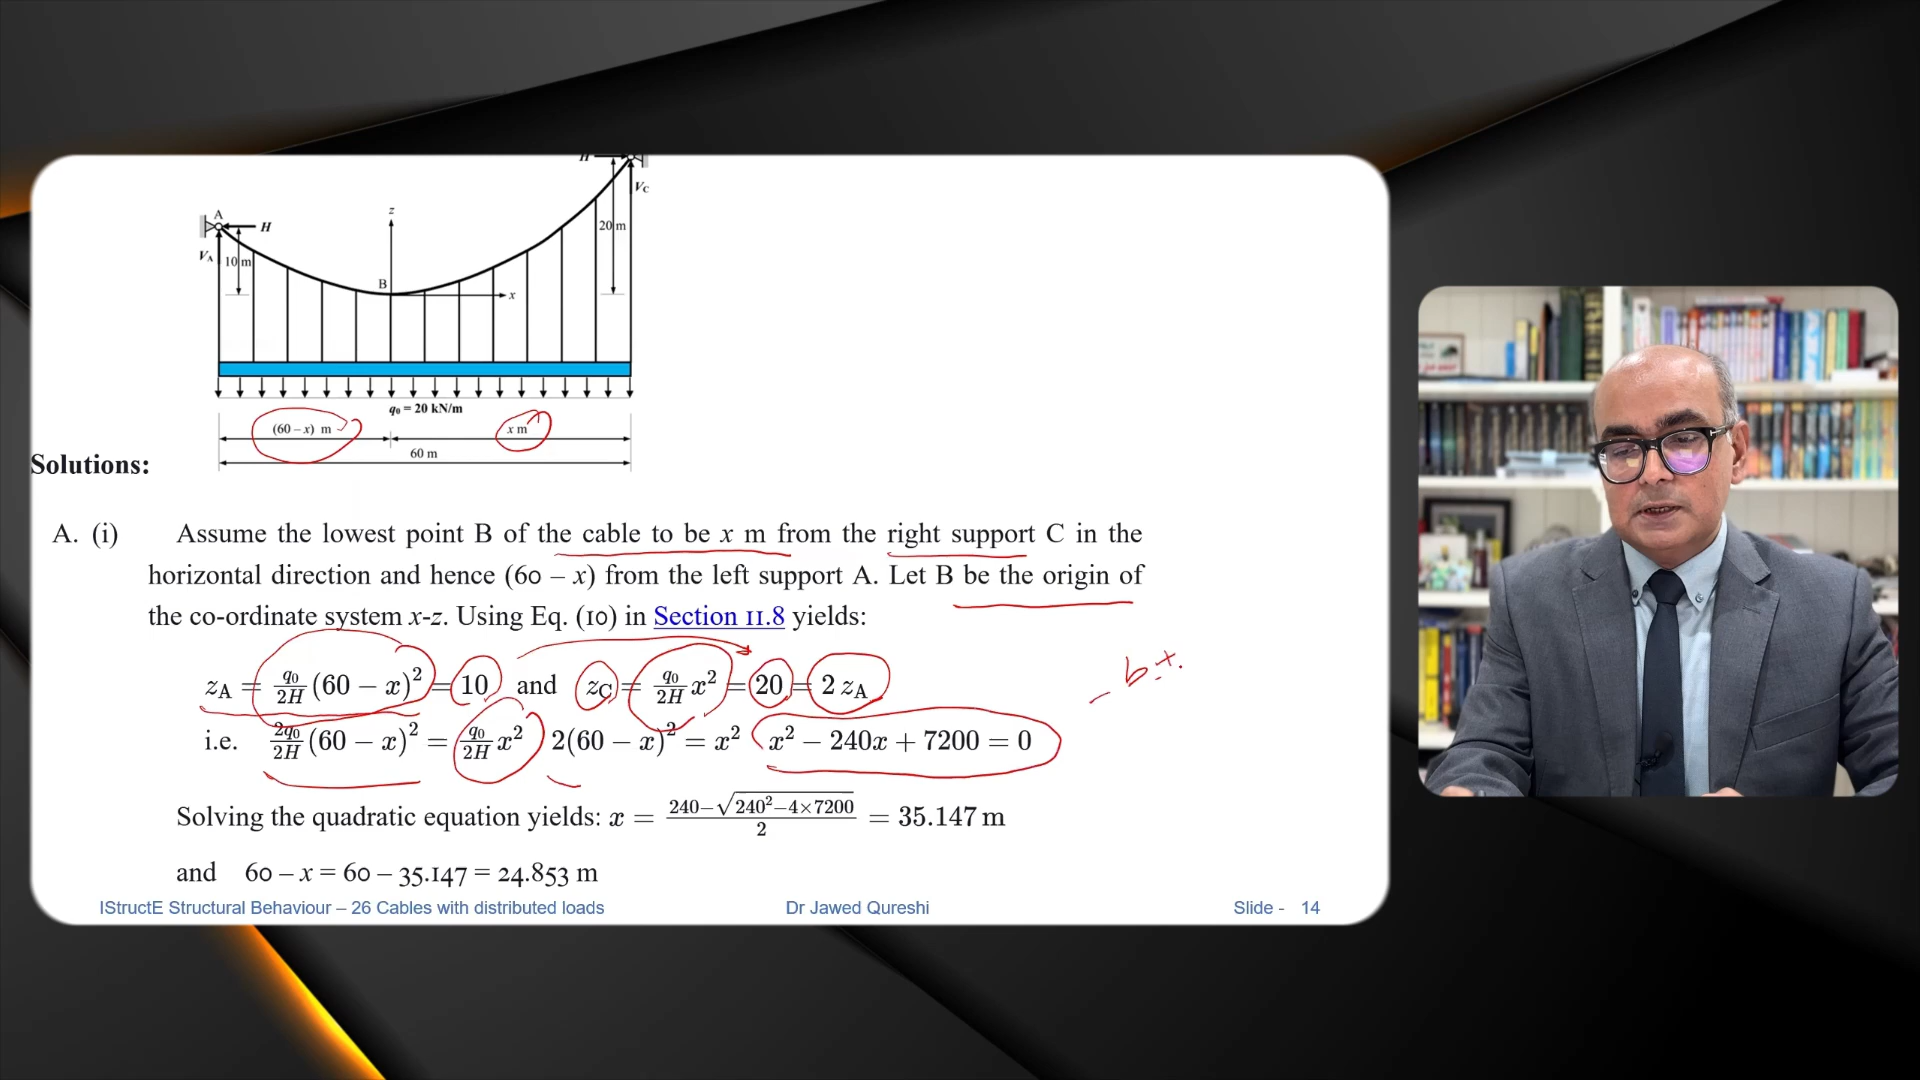 H
V_C
A
H
z
20 m
V_A
10 m
B
x
q₀ = 20 kN/m
(60 – x) m
x m
60 m
Solutions:
A. (i) Assume the lowest point B of the cable to be x m from the right support C in the
horizontal direction and hence (60 – x) from the left support A. Let B be the origin of
the co-ordinate system x-z. Using Eq. (10) in Section 11.8 yields:
z_A = q₀/2H (60 − x)² = 10 and z_C = q₀/2H x² = 20 = 2 z_A
– b ±
i.e. 2q₀/2H (60 − x)² = q₀/2H x² 2(60 − x)² = x² x² − 240x + 7200 = 0
Solving the quadratic equation yields: x = (240−√(240²−4×7200))/2 = 35.147 m
and 60 – x = 60 – 35.147 = 24.853 m
IStructE Structural Behaviour – 26 Cables with distributed loads Dr Jawed Qureshi Slide - 14